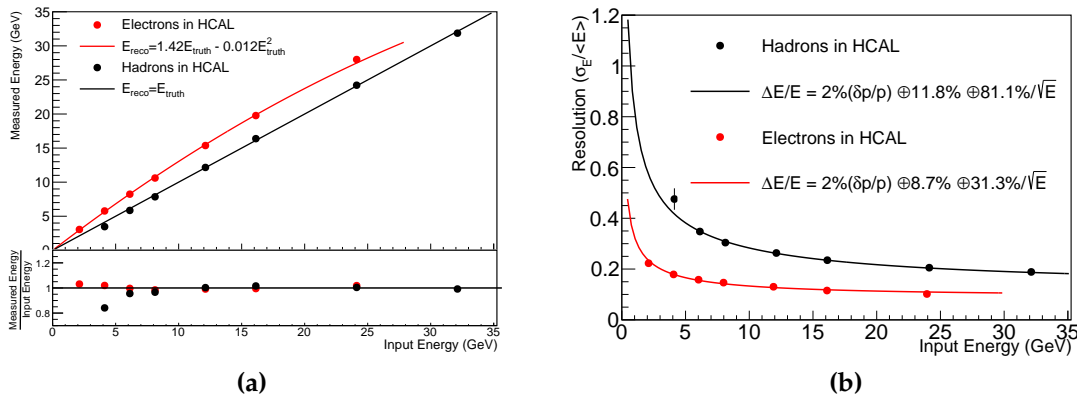 Measured Energy (GeV)
35
30
25
20
15
10
5
0
Electrons in HCAL
E_reco=1.42E_truth - 0.012E²_truth
Hadrons in HCAL
E_reco=E_truth
Measured Energy
Input Energy
1.2
1
0.8
0 5 10 15 20 25 30 35
Input Energy (GeV)
(a)
Resolution (σ_E/<E>)
1.2
1
0.8
0.6
0.4
0.2
0
Hadrons in HCAL
ΔE/E = 2%(δp/p) ⊕11.8% ⊕81.1%/√E
Electrons in HCAL
ΔE/E = 2%(δp/p) ⊕8.7% ⊕31.3%/√E
0 5 10 15 20 25 30 35
Input Energy (GeV)
(b)